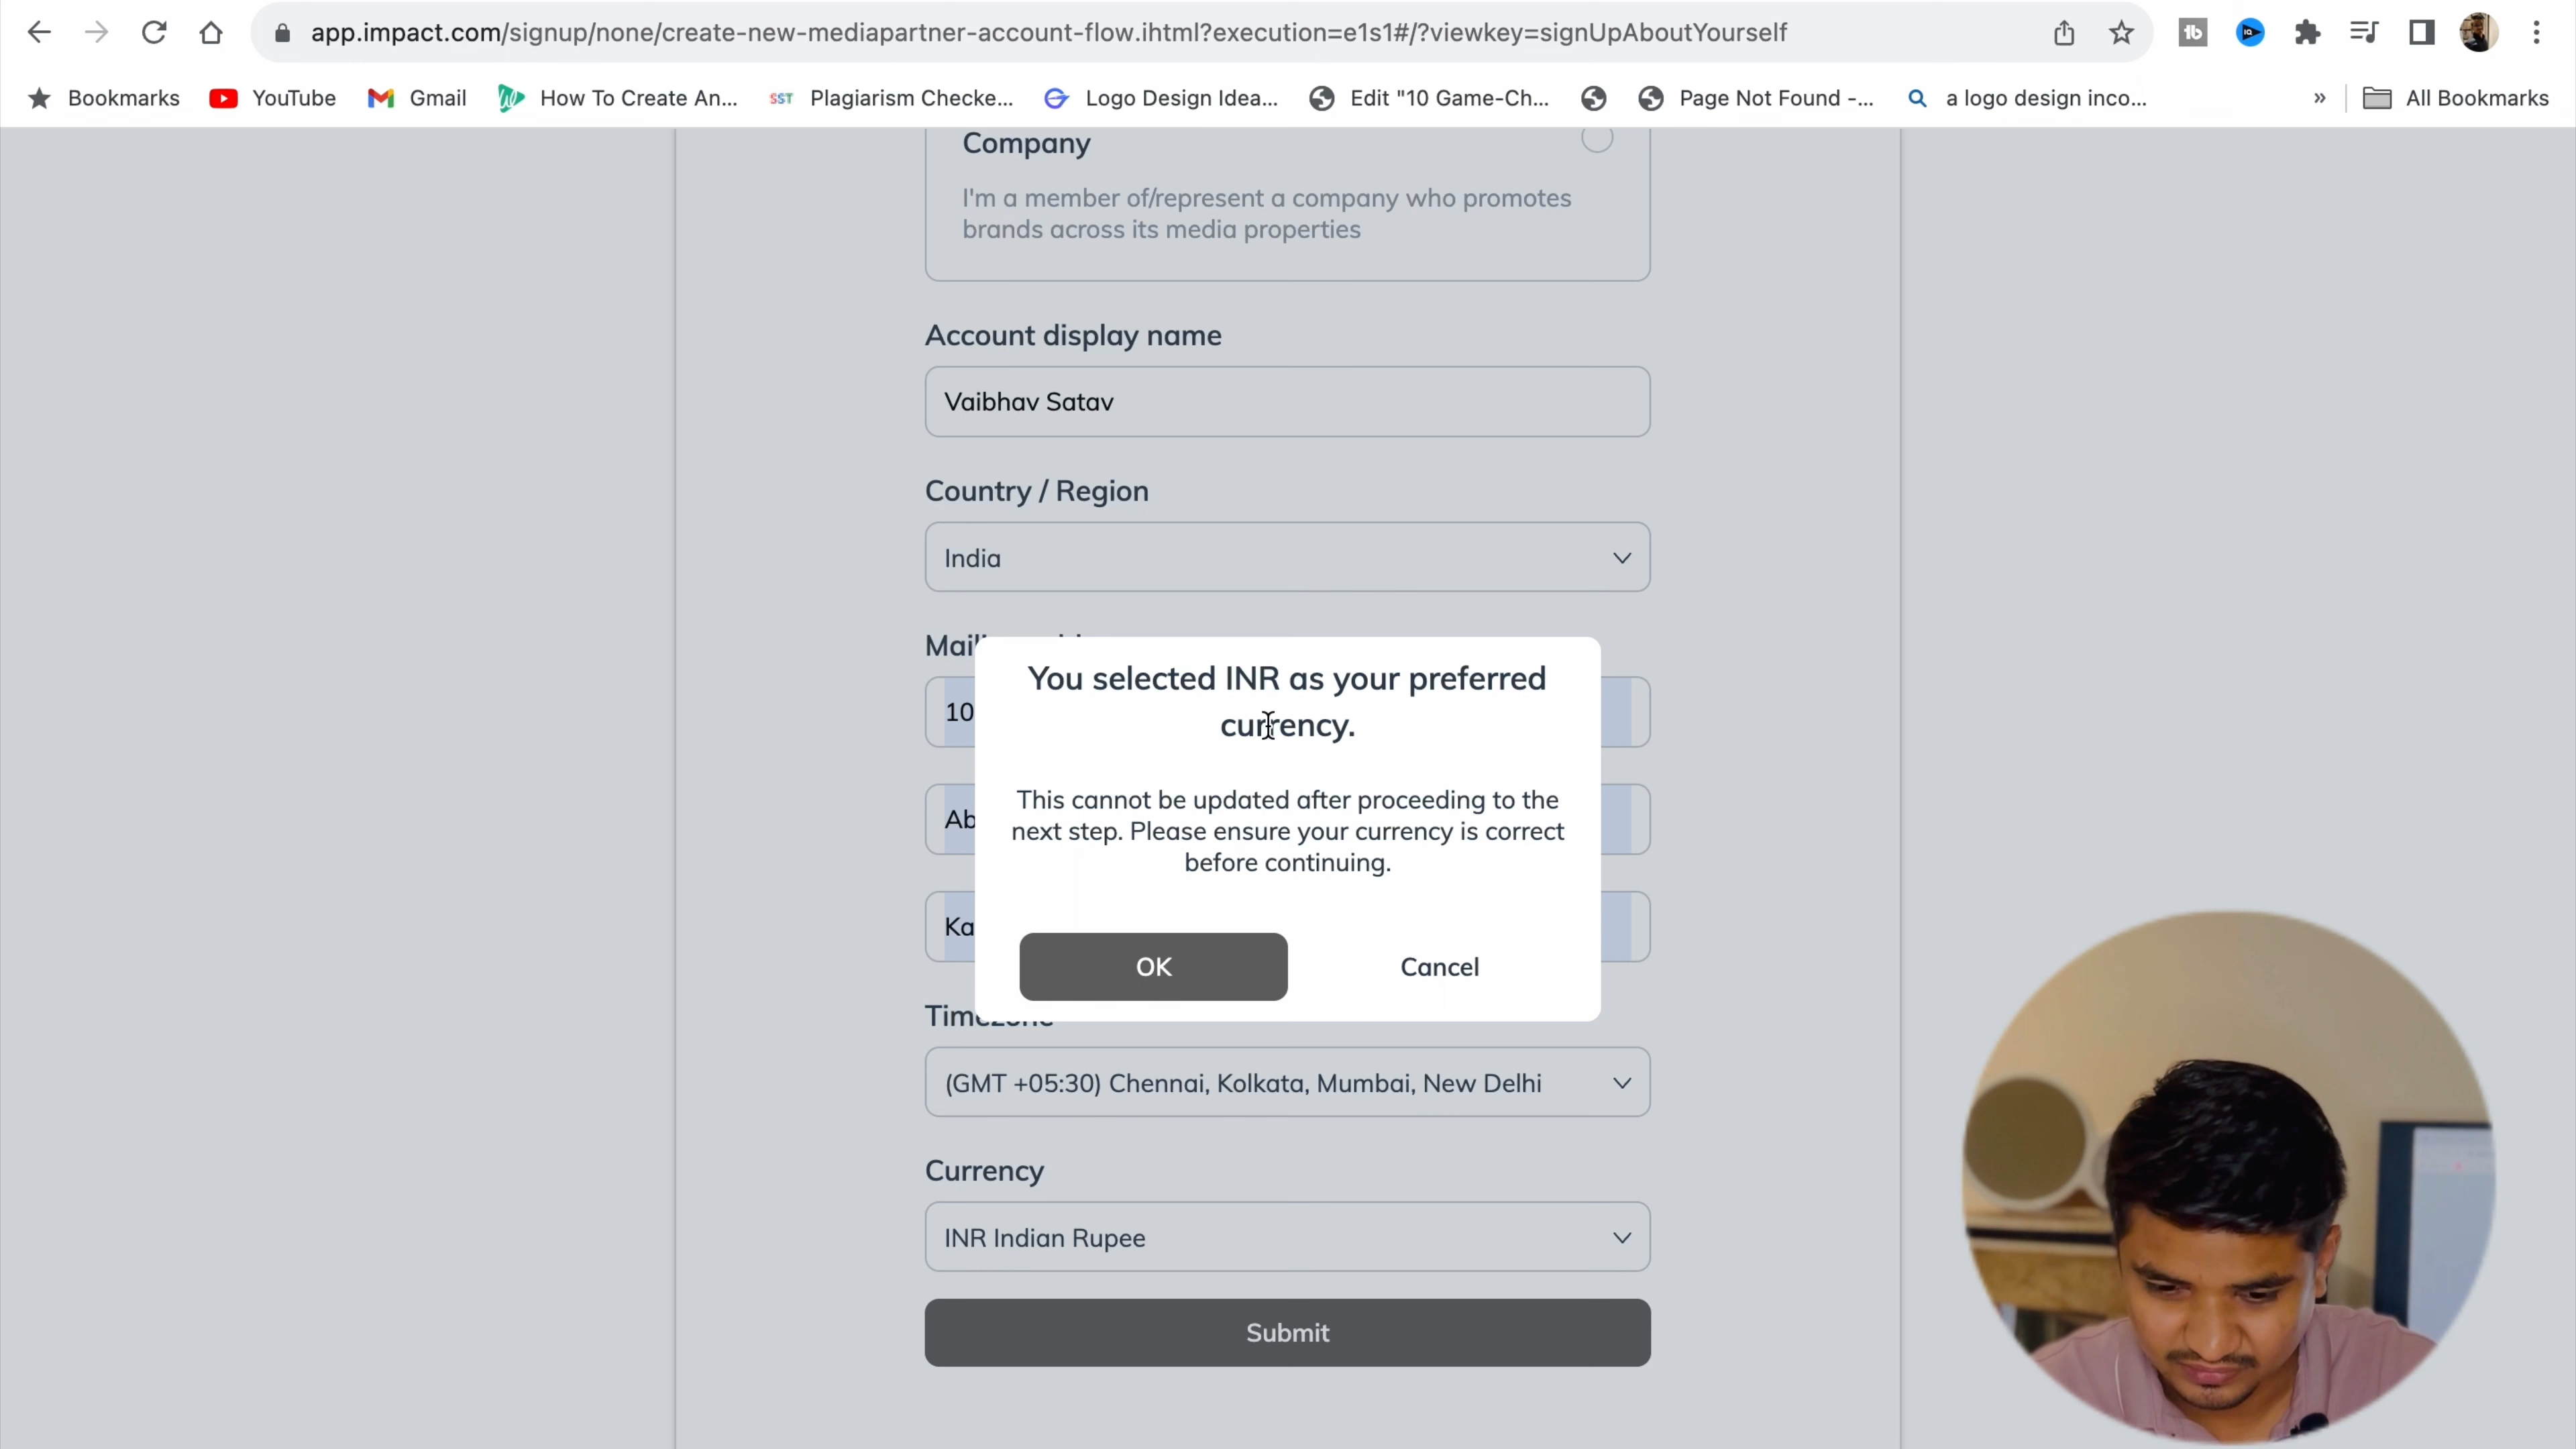 app.impact.com/signup/none/create-new-mediapartner-account-flow.ihtml?execution=e1s1#/?viewkey=signUpAboutYourself
Bookmarks YouTube Gmail How To Create An... SST Plagiarism Checke... Logo Design Idea... Edit "10 Game-Ch... Page Not Found -... a logo design inco... » All Bookmarks
Company
I'm a member of/represent a company who promotes
brands across its media properties
Account display name
Vaibhav Satav
Country / Region
India
You selected INR as your preferred
currency.
10
This cannot be updated after proceeding to the
next step. Please ensure your currency is correct
before continuing.
Ab
Ka
OK Cancel
Timezone
(GMT +05:30) Chennai, Kolkata, Mumbai, New Delhi
Currency
INR Indian Rupee
Submit